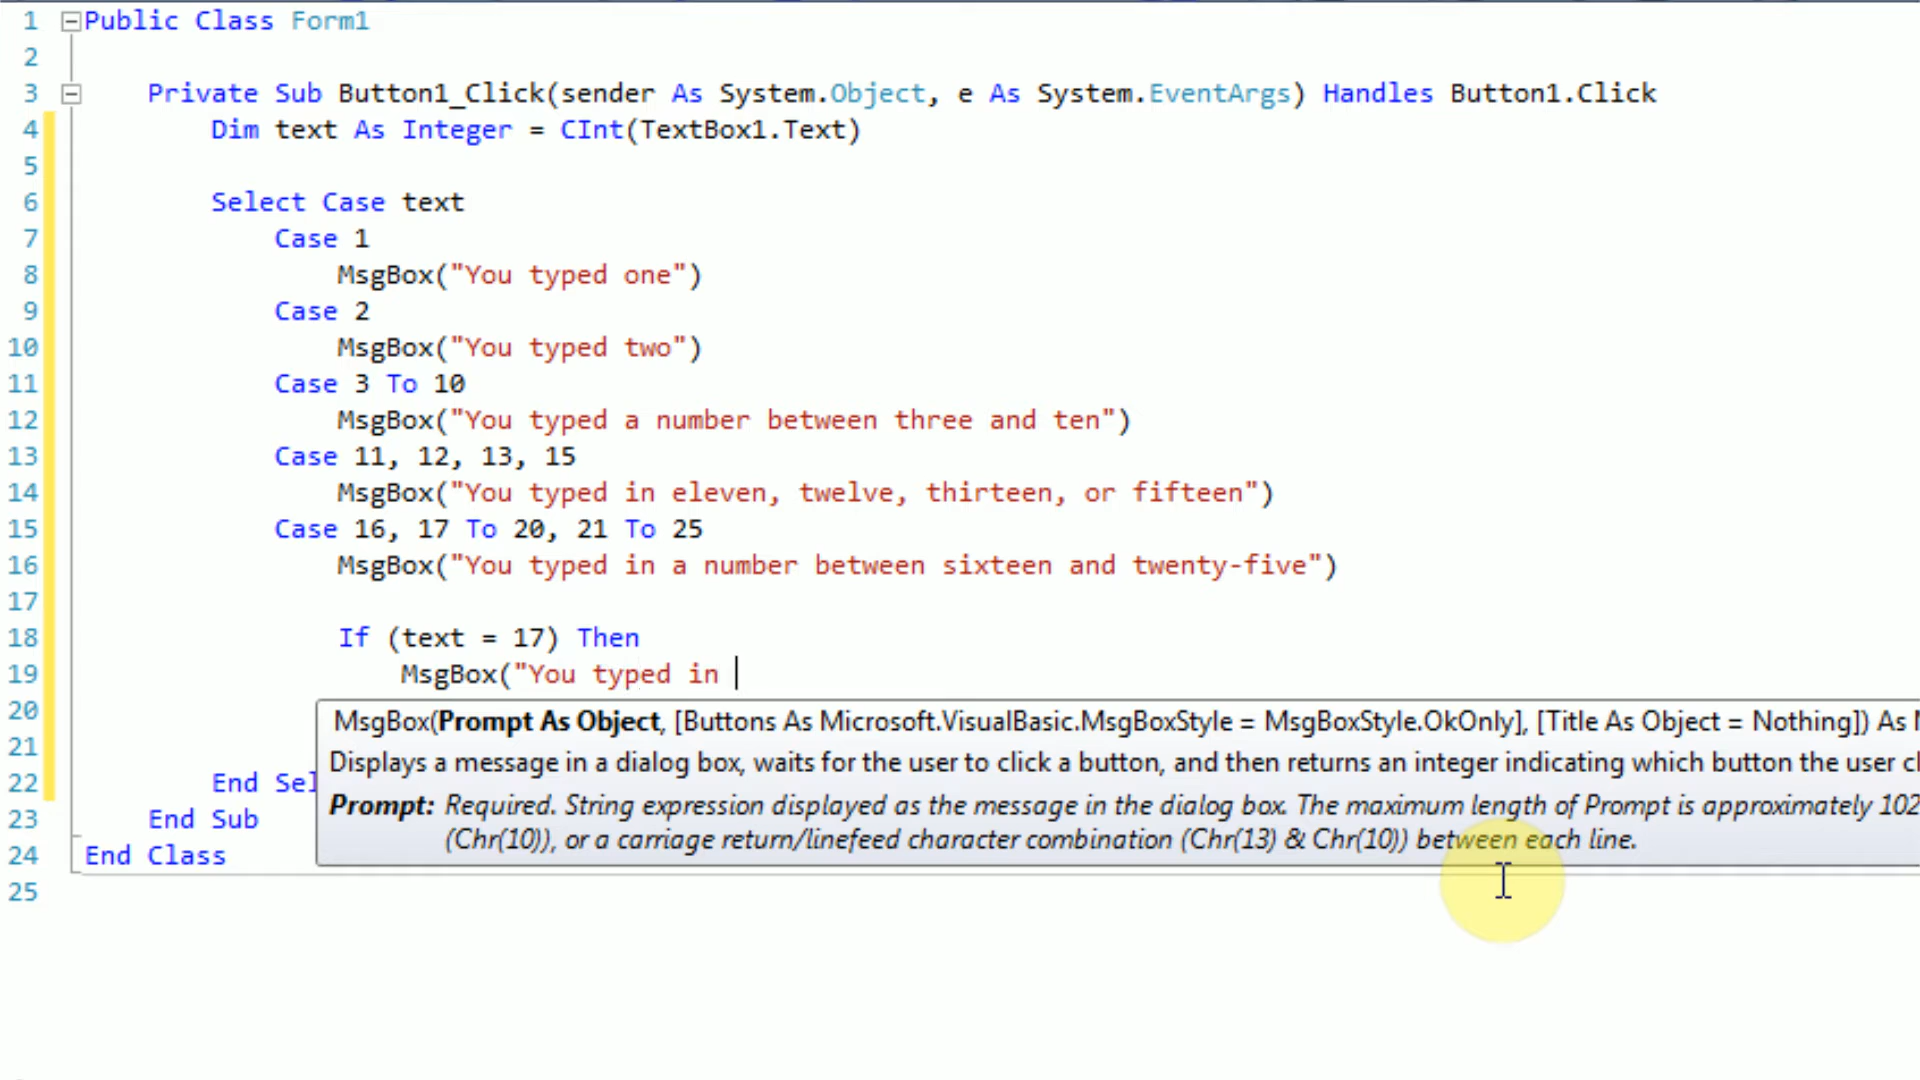 1 Public Class Form1
2
3 Private Sub Button1_Click(sender As System.Object, e As System.EventArgs) Handles Button1.Click
4 Dim text As Integer = CInt(TextBox1.Text)
5
6 Select Case text
7 Case 1
8 MsgBox("You typed one")
9 Case 2
10 MsgBox("You typed two")
11 Case 3 To 10
12 MsgBox("You typed a number between three and ten")
13 Case 11, 12, 13, 15
14 MsgBox("You typed in eleven, twelve, thirteen, or fifteen")
15 Case 16, 17 To 20, 21 To 25
16 MsgBox("You typed in a number between sixteen and twenty-five")
17
18 If (text = 17) Then
19 MsgBox("You typed in
20 MsgBox(Prompt As Object, [Buttons As Microsoft.VisualBasic.MsgBoxStyle = MsgBoxStyle.OkOnly], [Title As Object = Nothing]) As
21 Displays a message in a dialog box, waits for the user to click a button, and then returns an integer indicating which button the user
22 End Sel
Prompt: Required. String expression displayed as the message in the dialog box. The maximum length of Prompt is approximately 102
23 End Sub
(Chr(10)), or a carriage return/linefeed character combination (Chr(13) & Chr(10)) between each line.
24 End Class
25